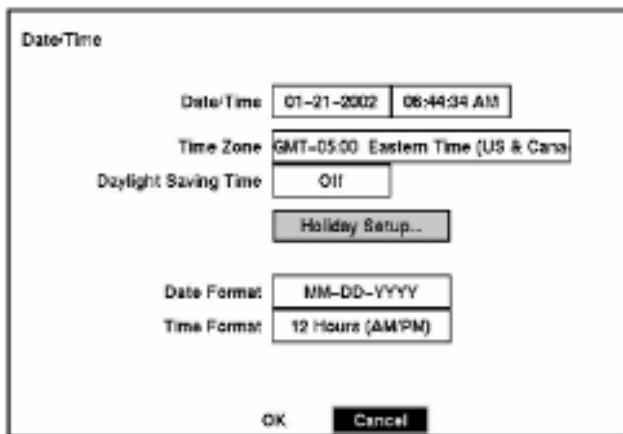 Date/Time
Date/Time 01-21-2002 06:44:34 AM
Time Zone GMT-05:00 Eastern Time (US & Cana
Daylight Saving Time Off
Holiday Setup...
Date Format MM-DD-YYYY
Time Format 12 Hours (AM/PM)
OK Cancel